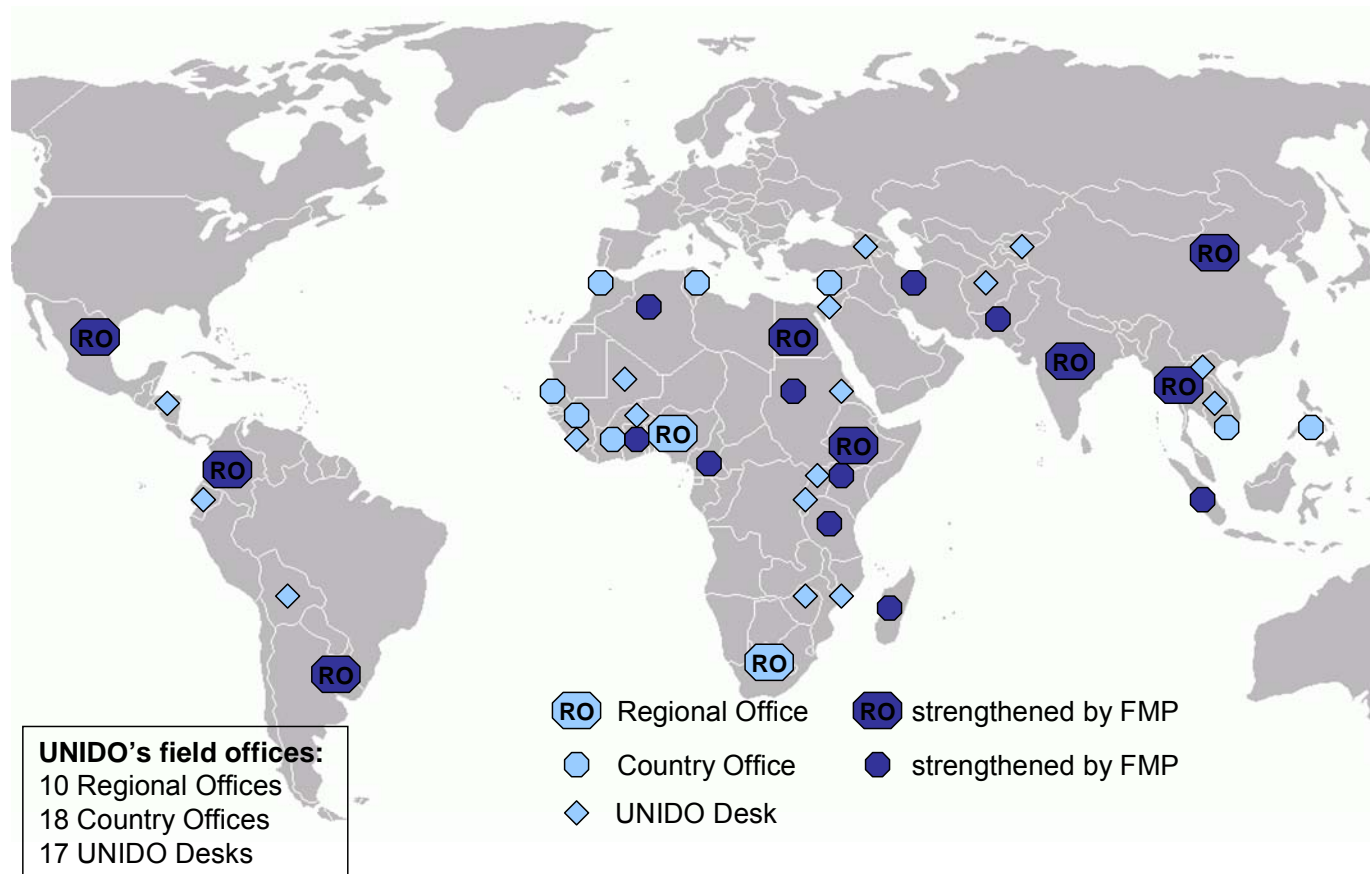 RO
RO
RO
RO
RO
RO
RO
RO
RO
RO
RO Regional Office
RO strengthened by FMP
Country Office
strengthened by FMP
UNIDO Desk
UNIDO's field offices:
10 Regional Offices
18 Country Offices
17 UNIDO Desks